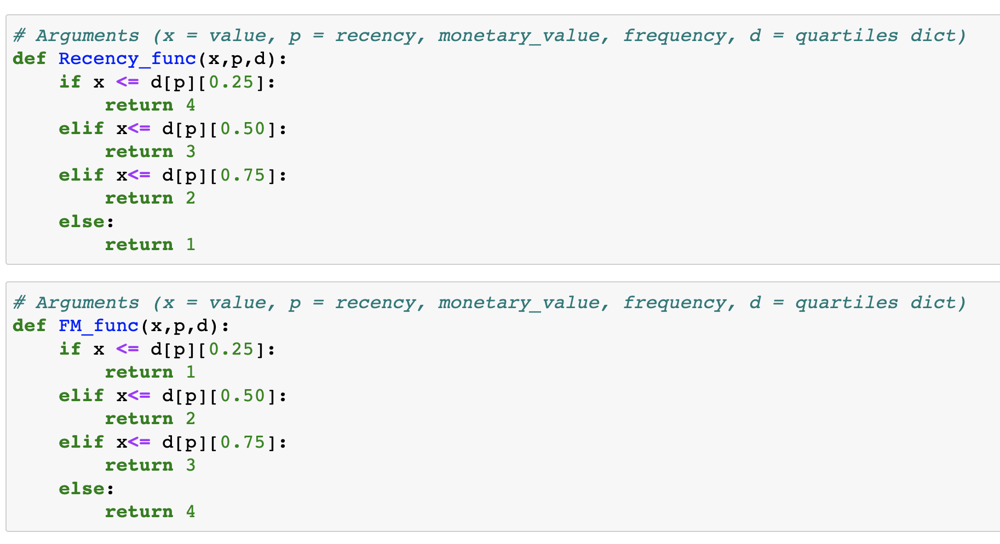 # Arguments (x = value, p = recency, monetary_value, frequency, d = quartiles dict)
def Recency_func(x,p,d):
    if x <= d[p][0.25]:
        return 4
    elif x<= d[p][0.50]:
        return 3
    elif x<= d[p][0.75]:
        return 2
    else:
        return 1
# Arguments (x = value, p = recency, monetary_value, frequency, d = quartiles dict)
def FM_func(x,p,d):
    if x <= d[p][0.25]:
        return 1
    elif x<= d[p][0.50]:
        return 2
    elif x<= d[p][0.75]:
        return 3
    else:
        return 4